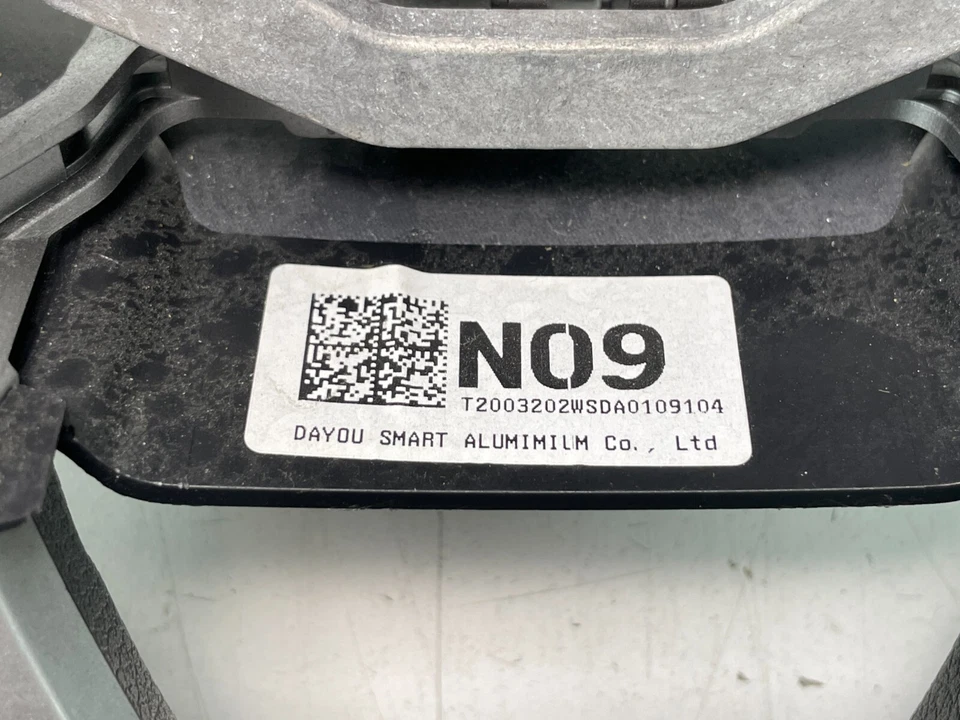 N09
T2003202WSDA0109104
DAYOU SMART ALUMIMILM Co., Ltd